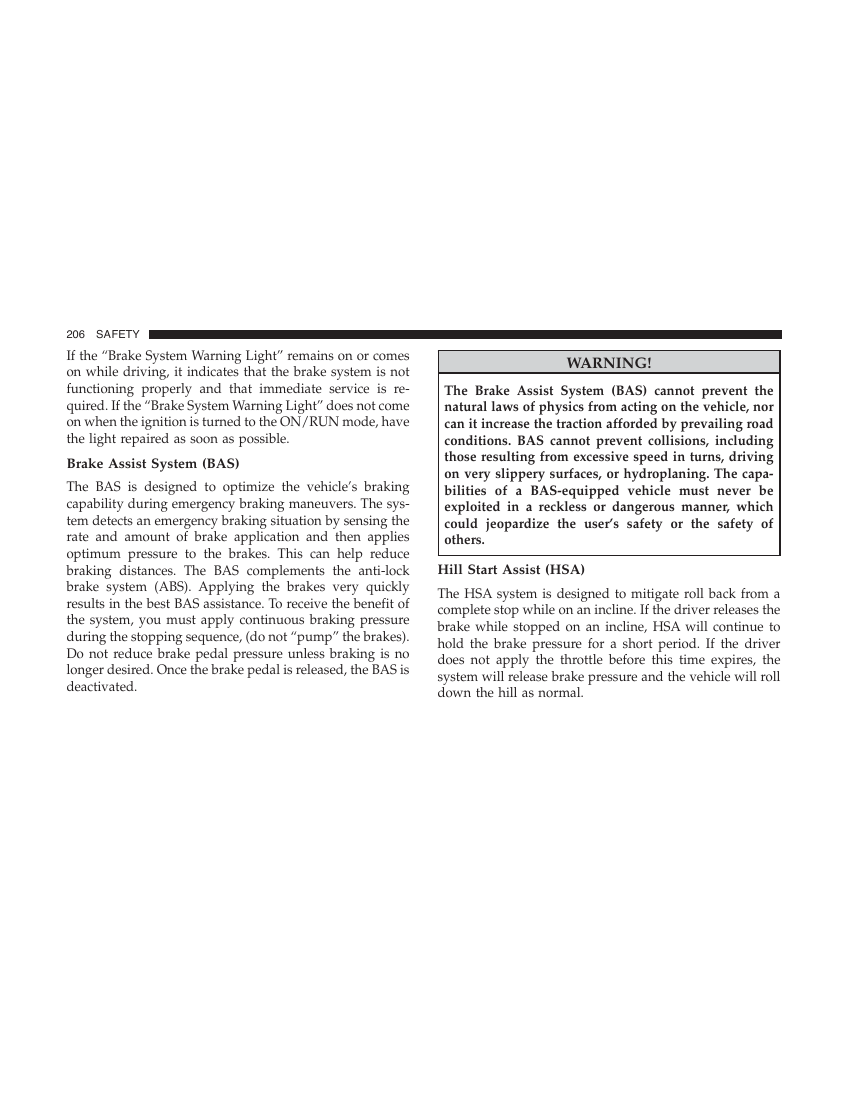 206 SAFETY
If the “Brake System Warning Light” remains on or comes
on while driving, it indicates that the brake system is not
functioning properly and that immediate service is re-
quired. If the “Brake System Warning Light” does not come
on when the ignition is turned to the ON/RUN mode, have
the light repaired as soon as possible.
Brake Assist System (BAS)
The BAS is designed to optimize the vehicle’s braking
capability during emergency braking maneuvers. The sys-
tem detects an emergency braking situation by sensing the
rate and amount of brake application and then applies
optimum pressure to the brakes. This can help reduce
braking distances. The BAS complements the anti-lock
brake system (ABS). Applying the brakes very quickly
results in the best BAS assistance. To receive the benefit of
the system, you must apply continuous braking pressure
during the stopping sequence, (do not “pump” the brakes).
Do not reduce brake pedal pressure unless braking is no
longer desired. Once the brake pedal is released, the BAS is
deactivated.
WARNING!
The Brake Assist System (BAS) cannot prevent the
natural laws of physics from acting on the vehicle, nor
can it increase the traction afforded by prevailing road
conditions. BAS cannot prevent collisions, including
those resulting from excessive speed in turns, driving
on very slippery surfaces, or hydroplaning. The capa-
bilities of a BAS-equipped vehicle must never be
exploited in a reckless or dangerous manner, which
could jeopardize the user’s safety or the safety of
others.
Hill Start Assist (HSA)
The HSA system is designed to mitigate roll back from a
complete stop while on an incline. If the driver releases the
brake while stopped on an incline, HSA will continue to
hold the brake pressure for a short period. If the driver
does not apply the throttle before this time expires, the
system will release brake pressure and the vehicle will roll
down the hill as normal.